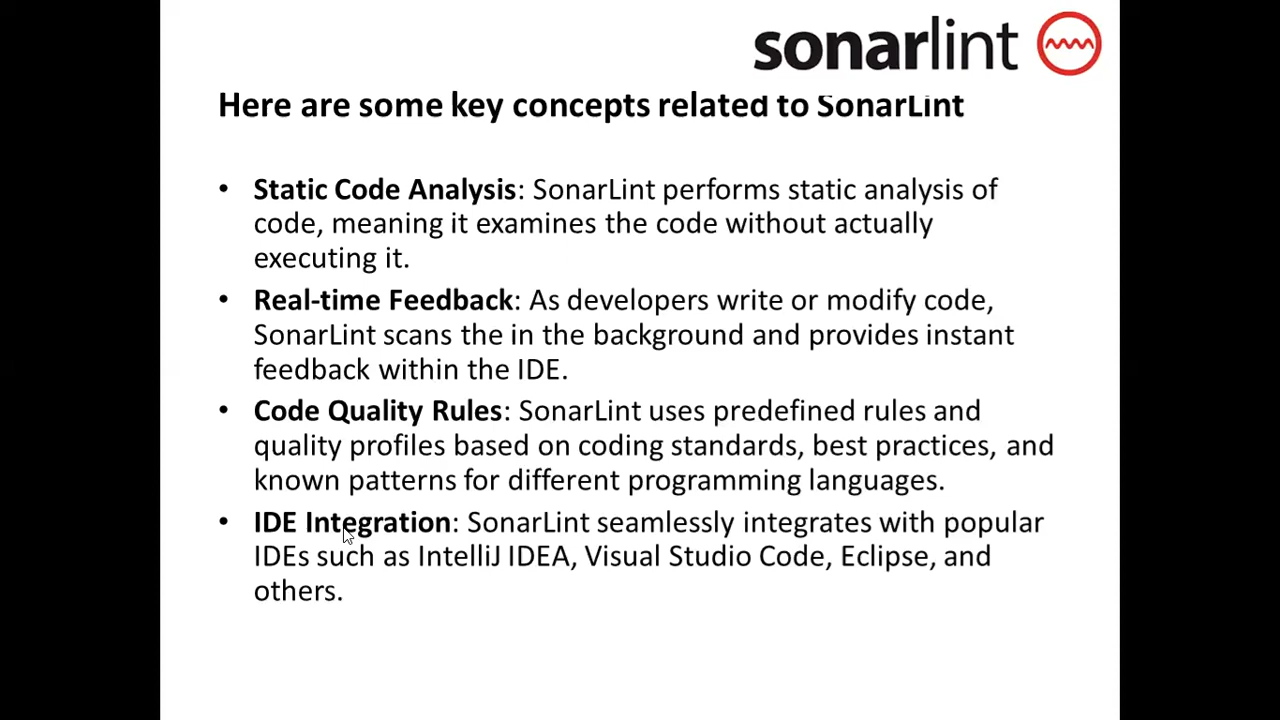 sonarlint
Here are some key concepts related to SonarLint
• Static Code Analysis: SonarLint performs static analysis of
code, meaning it examines the code without actually
executing it.
• Real-time Feedback: As developers write or modify code,
SonarLint scans the in the background and provides instant
feedback within the IDE.
• Code Quality Rules: SonarLint uses predefined rules and
quality profiles based on coding standards, best practices, and
known patterns for different programming languages.
• IDE Integration: SonarLint seamlessly integrates with popular
IDEs such as IntelliJ IDEA, Visual Studio Code, Eclipse, and
others.